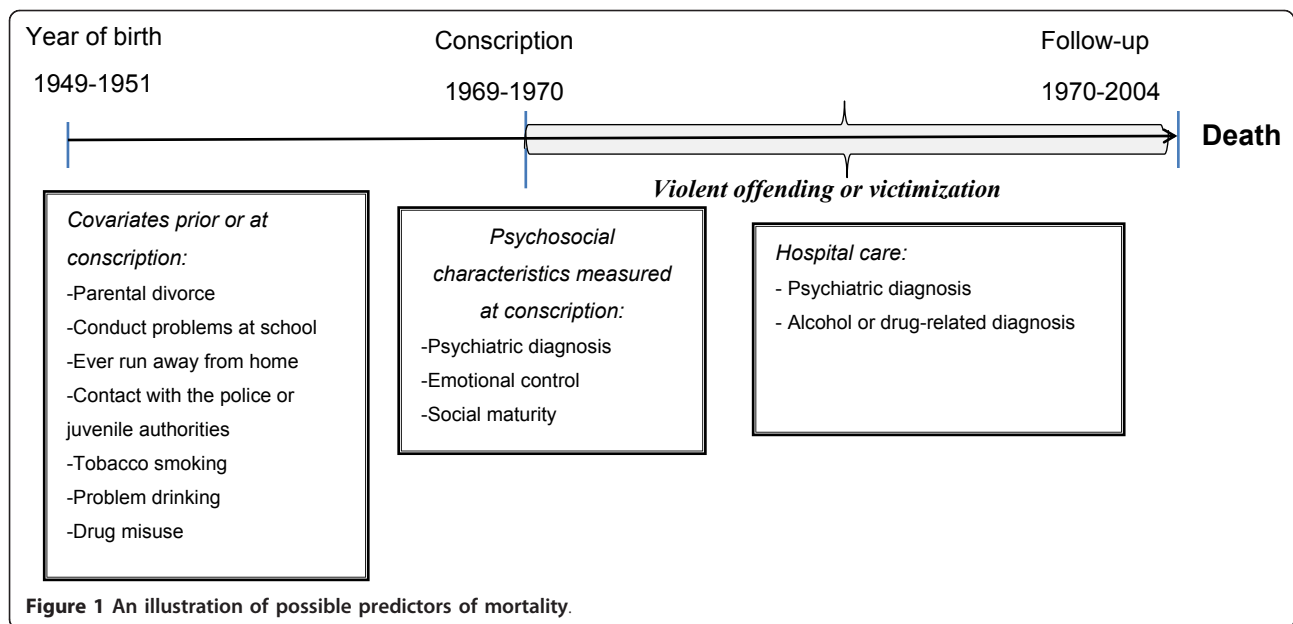 Year of birth
1949-1951
Conscription
1969-1970
Follow-up
1970-2004
Death
Violent offending or victimization
Covariates prior or at
conscription:
-Parental divorce
-Conduct problems at school
-Ever run away from home
-Contact with the police or
juvenile authorities
-Tobacco smoking
-Problem drinking
-Drug misuse
Psychosocial
characteristics measured
at conscription:
-Psychiatric diagnosis
-Emotional control
-Social maturity
Hospital care:
- Psychiatric diagnosis
- Alcohol or drug-related diagnosis
Figure 1 An illustration of possible predictors of mortality.